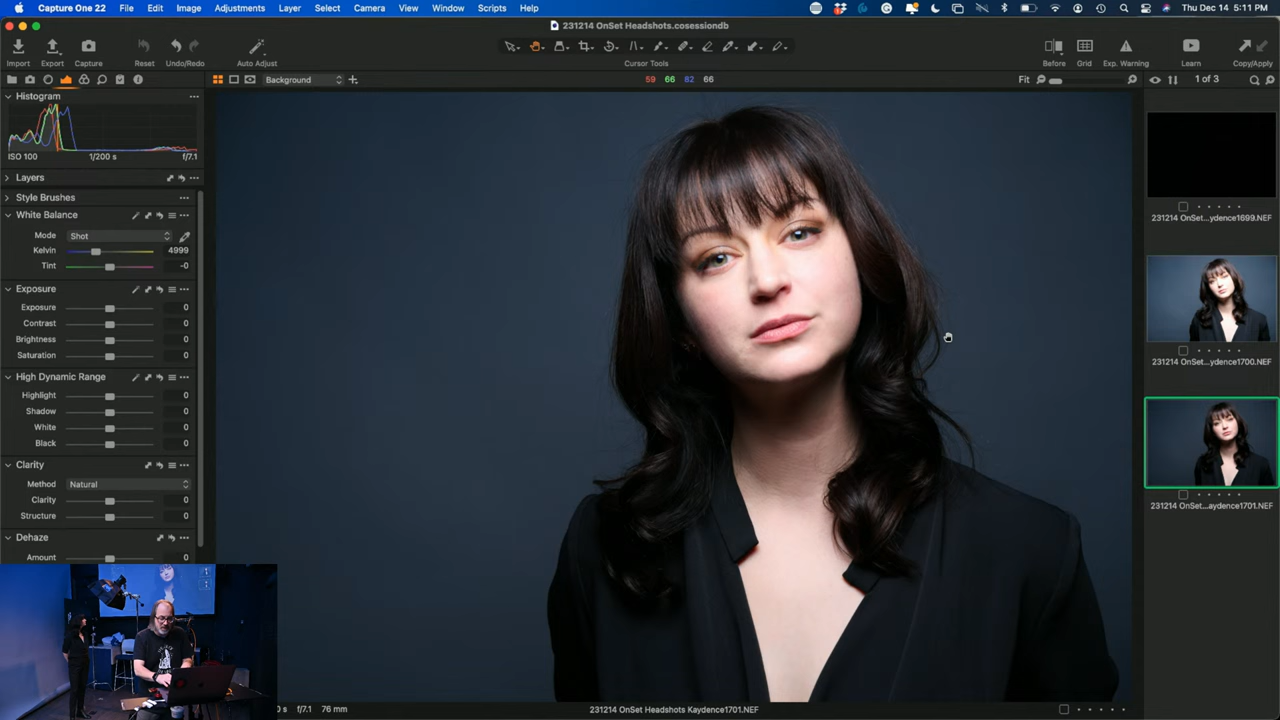 Capture One 22 File Edit Image Adjustments Layer Select Camera View Window Scripts Help Thu Dec 14 5:11 PM
231214 OnSet Headshots.cosessiondb
Import Export Capture Reset Undo/Redo Auto Adjust Cursor Tools Before Grid Exp. Warning Learn Copy/Apply
Background 59 66 82 66 Fit 1 of 3
Histogram
ISO 100 1/200 s f/7.1
Layers
Style Brushes
White Balance
Mode Shot
Kelvin 4999
Tint -0
Exposure
Exposure 0
Contrast 0
Brightness 0
Saturation 0
High Dynamic Range
Highlight 0
Shadow 0
White 0
Black 0
Clarity
Method Natural
Clarity 0
Structure 0
Dehaze
Amount 0
231214 OnSet...ydence1699.NEF
231214 OnSet...ydence1700.NEF
231214 OnSet...aydence1701.NEF
s f/7.1 76 mm 231214 OnSet Headshots Kaydence1701.NEF